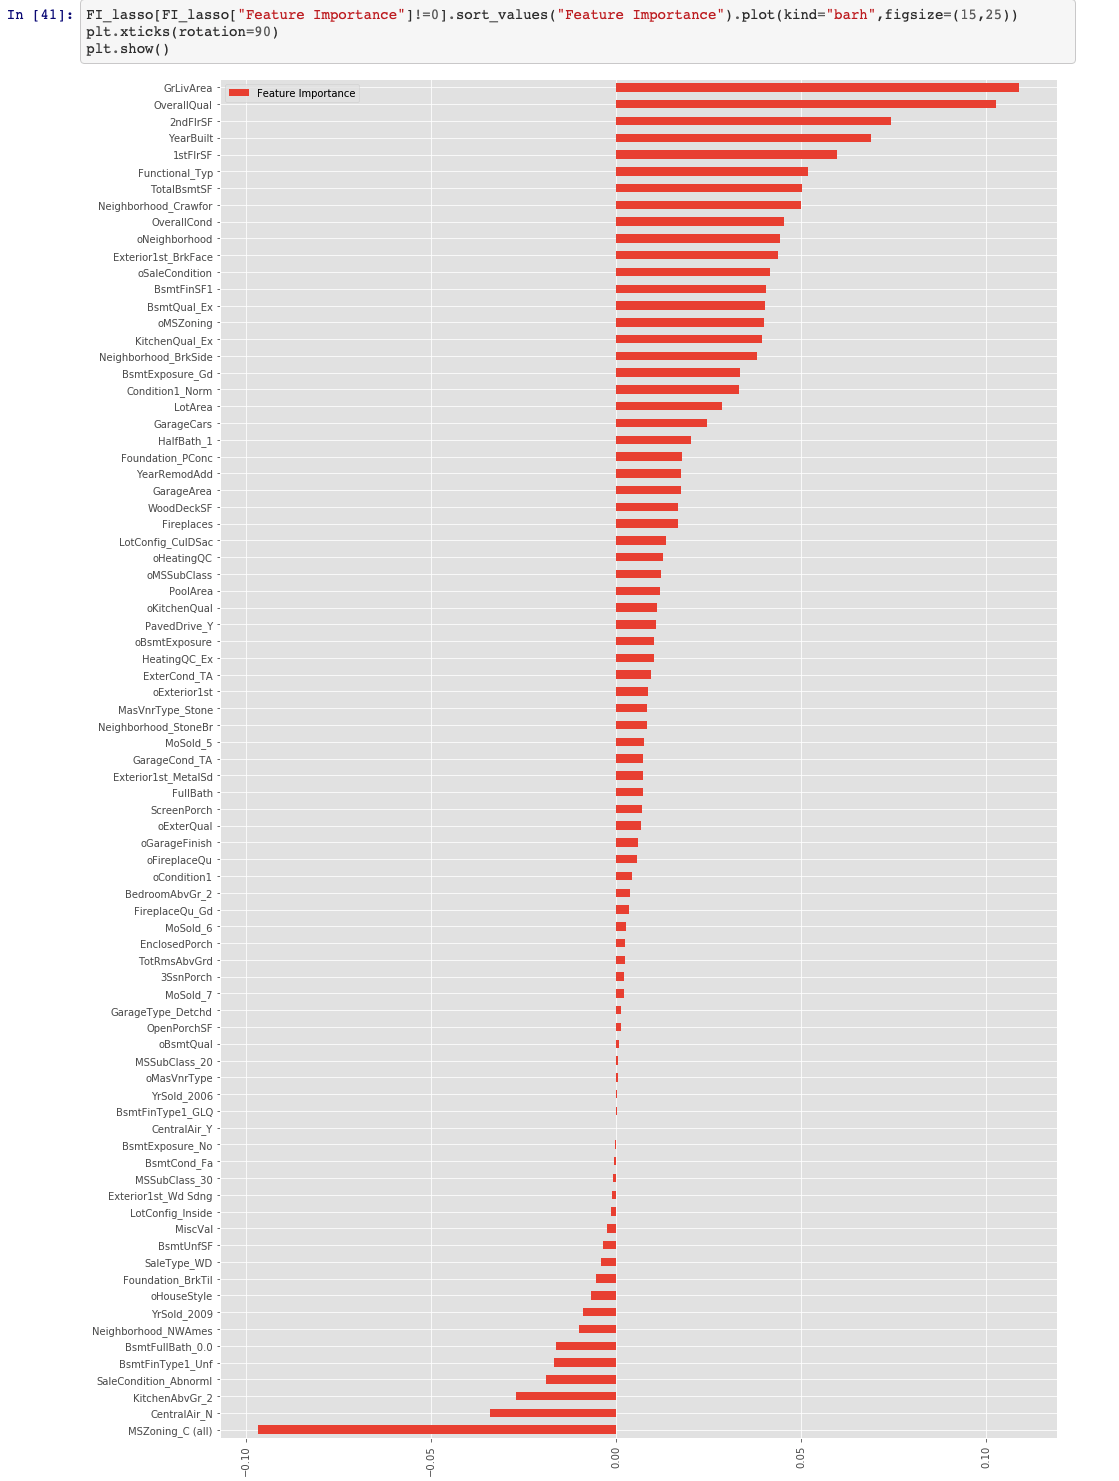 In [41]: FI_lasso[FI_lasso["Feature Importance"]!=0].sort_values("Feature Importance").plot(kind="barh",figsize=(15,25))
plt.xticks(rotation=90)
plt.show()
Feature Importance
GrLivArea
OverallQual
2ndFlrSF
YearBuilt
1stFlrSF
Functional_Typ
TotalBsmtSF
Neighborhood_Crawfor
OverallCond
oNeighborhood
Exterior1st_BrkFace
oSaleCondition
BsmtFinSF1
BsmtQual_Ex
oMSZoning
KitchenQual_Ex
Neighborhood_BrkSide
BsmtExposure_Gd
Condition1_Norm
LotArea
GarageCars
HalfBath_1
Foundation_PConc
YearRemodAdd
GarageArea
WoodDeckSF
Fireplaces
LotConfig_CulDSac
oHeatingQC
oMSSubClass
PoolArea
oKitchenQual
PavedDrive_Y
oBsmtExposure
HeatingQC_Ex
ExterCond_TA
oExterior1st
MasVnrType_Stone
Neighborhood_StoneBr
MoSold_5
GarageCond_TA
Exterior1st_MetalSd
FullBath
ScreenPorch
oExterQual
oGarageFinish
oFireplaceQu
oCondition1
BedroomAbvGr_2
FireplaceQu_Gd
MoSold_6
EnclosedPorch
TotRmsAbvGrd
3SsnPorch
MoSold_7
GarageType_Detchd
OpenPorchSF
oBsmtQual
MSSubClass_20
oMasVnrType
YrSold_2006
BsmtFinType1_GLQ
CentralAir_Y
BsmtExposure_No
BsmtCond_Fa
MSSubClass_30
Exterior1st_Wd Sdng
LotConfig_Inside
MiscVal
BsmtUnfSF
SaleType_WD
Foundation_BrkTil
oHouseStyle
YrSold_2009
Neighborhood_NWAmes
BsmtFullBath_0.0
BsmtFinType1_Unf
SaleCondition_Abnorml
KitchenAbvGr_2
CentralAir_N
MSZoning_C (all)
−0.10
−0.05
0.00
0.05
0.10